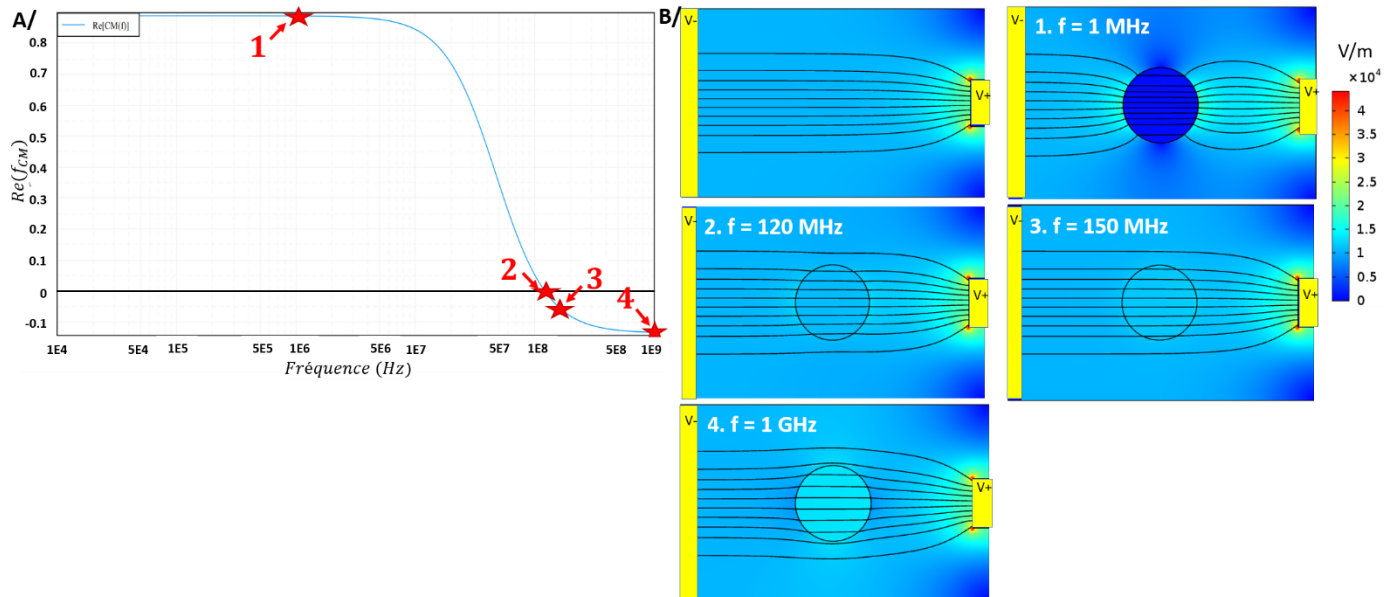 A/
Re[CM(f)]
0.8
0.7
0.6
0.5
0.4
0.3
0.2
0.1
0
-0.1
Re(f_CM)
1
2
3
4
1E4
5E4
1E5
5E5
1E6
5E6
1E7
5E7
1E8
5E8
1E9
Fréquence (Hz)
B/
V-
V+
V-
1. f = 1 MHz
V+
V/m
×10⁴
4
3.5
3
2.5
2
1.5
1
0.5
0
V-
2. f = 120 MHz
V+
V-
3. f = 150 MHz
V+
V-
4. f = 1 GHz
V+